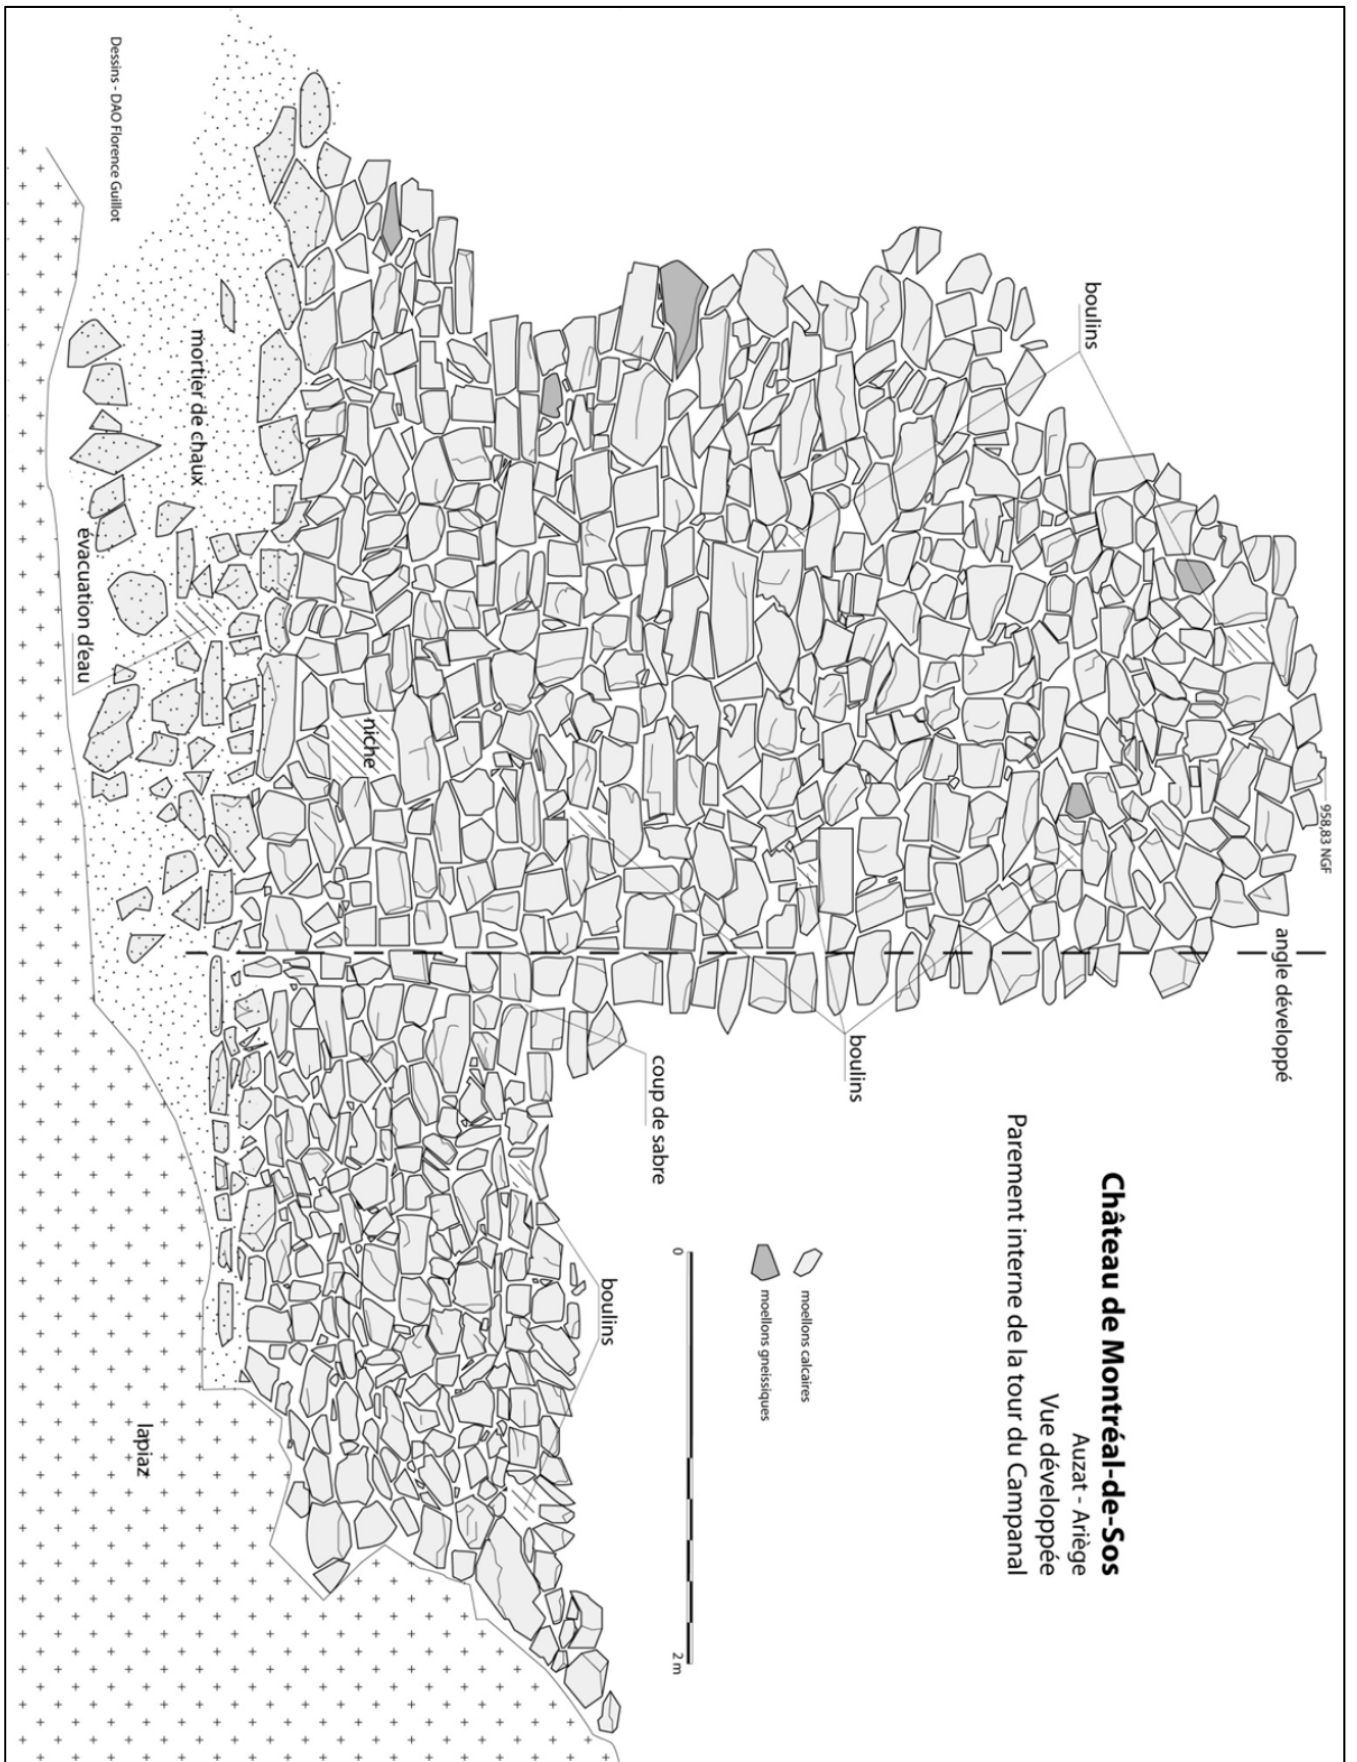 Château de Montréal-de-Sos
Auzat - Ariège
Vue développée
Parement interne de la tour du Campanal
958,83 NGF
angle développé
boulins
boulins
moellons calcaires
moellons gneissiques
0
2 m
coup de sabre
boulins
niche
mortier de chaux
évacuation d'eau
lapiaz
Dessins - DAO Florence Guillot